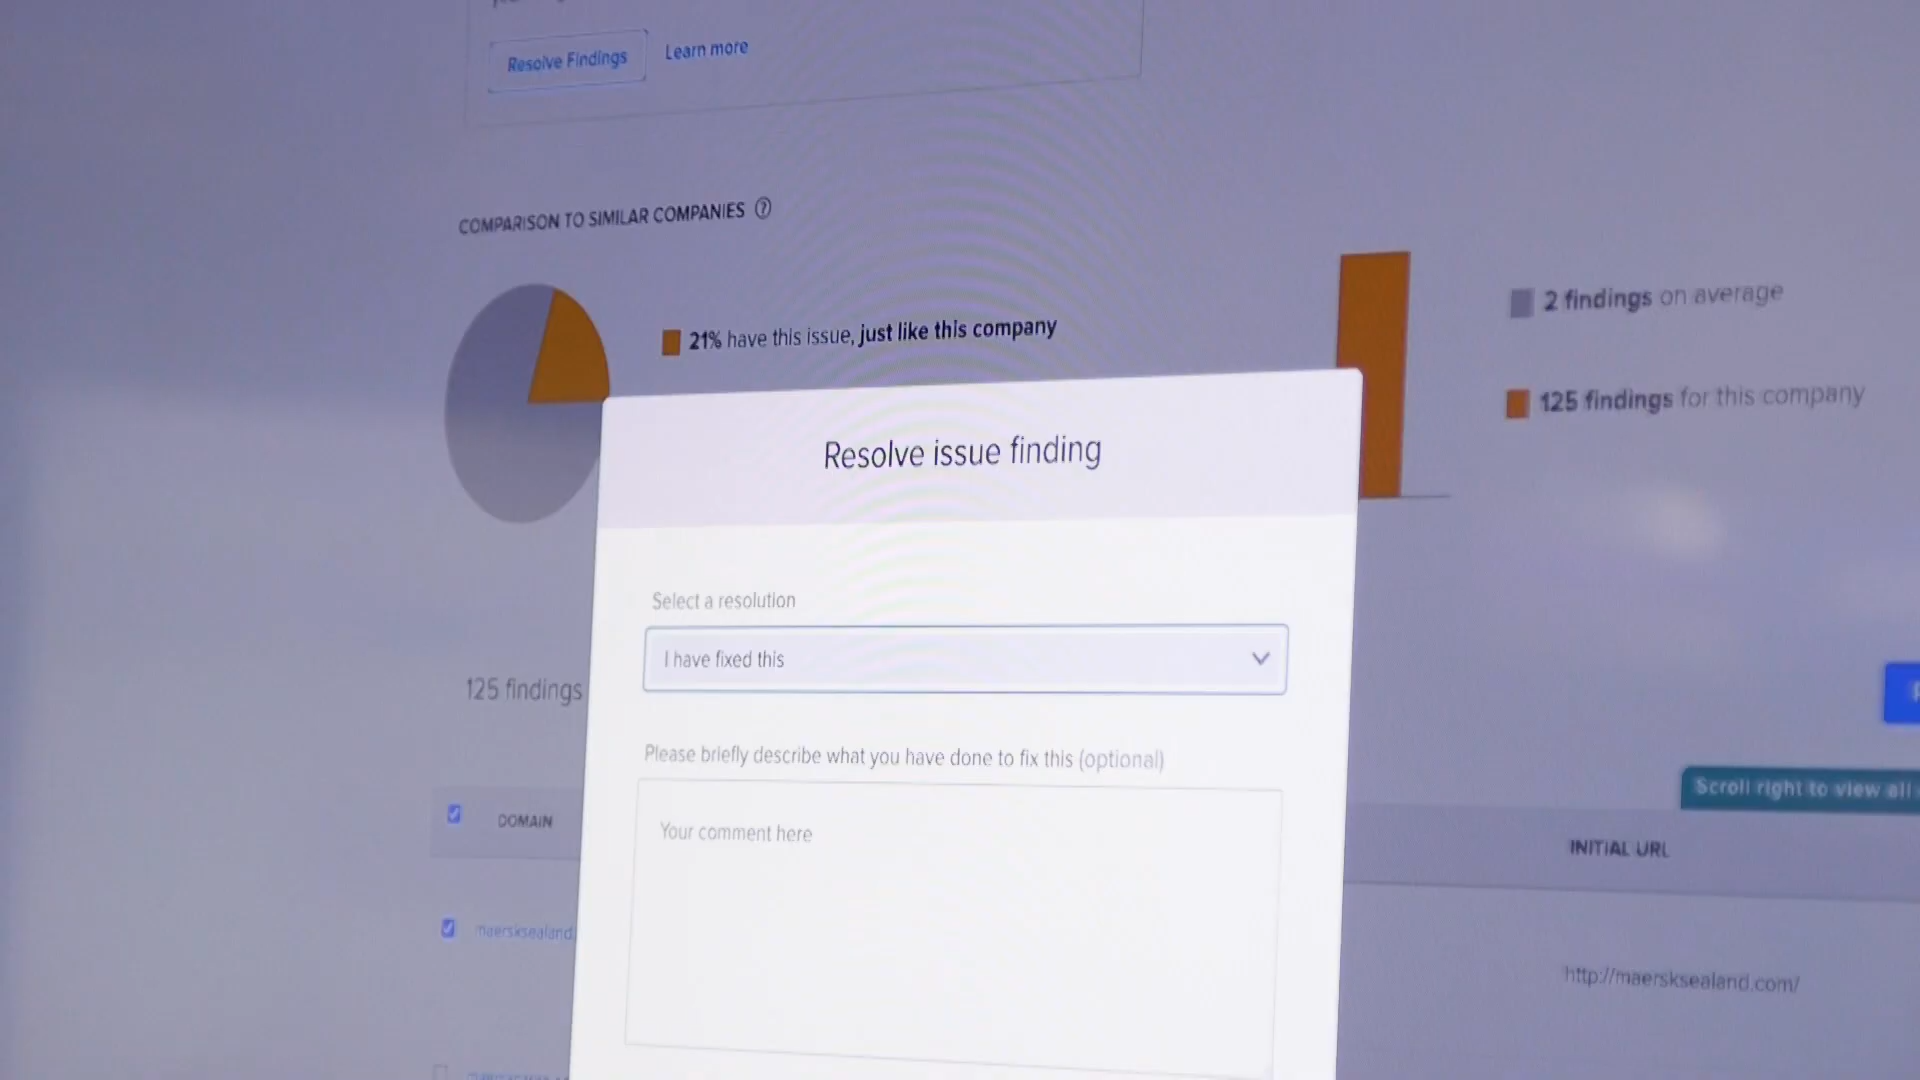 Resolve Findings
Learn more
COMPARISON TO SIMILAR COMPANIES ?
21% have this issue, just like this company
2 findings on average
125 findings for this company
Resolve issue finding
Select a resolution
I have fixed this
125 findings
Please briefly describe what you have done to fix this (optional)
Scroll right to view all
Your comment here
DOMAIN
INITIAL URL
maersksealand
http://maersksealand.com/